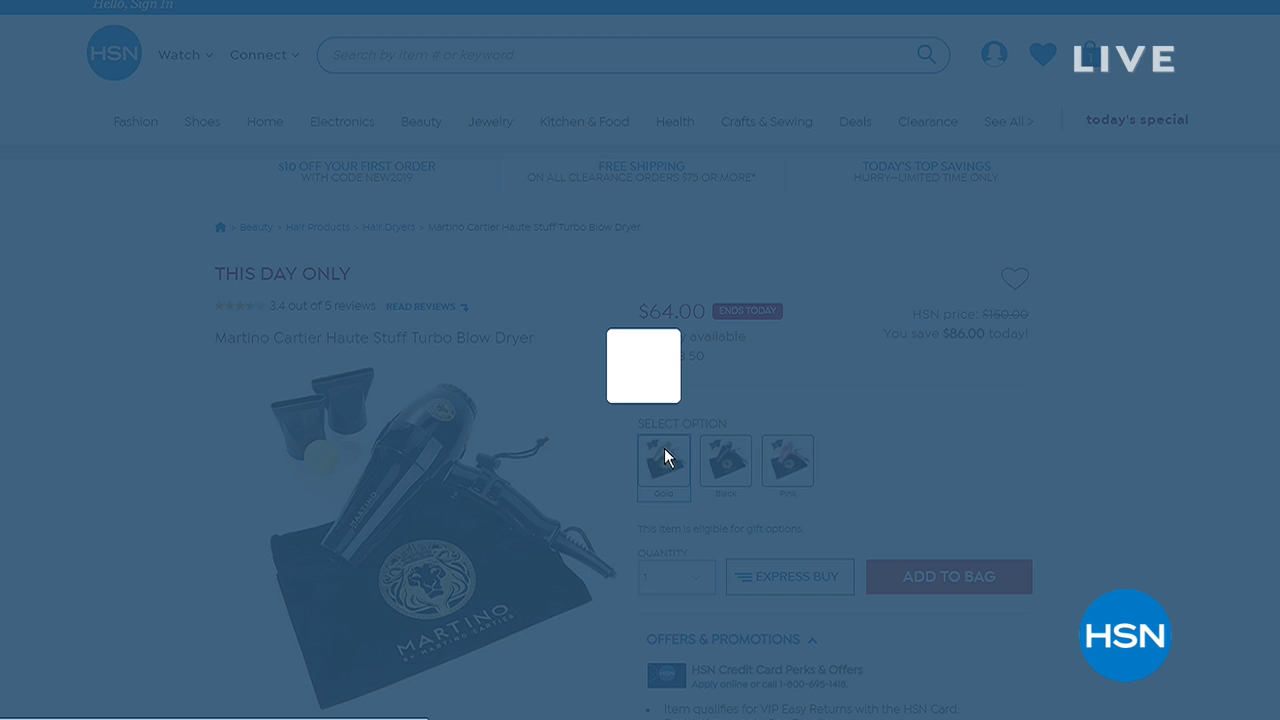 Hello, Sign In
HSN
Watch
Connect
Search by item # or keyword
LIVE
Fashion
Shoes
Home
Electronics
Beauty
Jewelry
Kitchen & Food
Health
Crafts & Sewing
Deals
Clearance
See All >
today's special
$10 OFF YOUR FIRST ORDER
WITH CODE NEW2019
FREE SHIPPING
ON ALL CLEARANCE ORDERS $75 OR MORE*
TODAY'S TOP SAVINGS
HURRY—LIMITED TIME ONLY
> Beauty > Hair Products > Hair Dryers > Martino Cartier Haute Stuff Turbo Blow Dryer
THIS DAY ONLY
3.4 out of 5 reviews READ REVIEWS
Martino Cartier Haute Stuff Turbo Blow Dryer
MARTINO
MARTINO
BY MARTINO CARTIER
$64.00 ENDS TODAY
available
.50
HSN price: $150.00
You save $86.00 today!
SELECT OPTION
Gold
Black
Pink
This item is eligible for gift options.
QUANTITY
1
EXPRESS BUY
ADD TO BAG
OFFERS & PROMOTIONS
HSN Credit Card Perks & Offers
Apply online or call 1-800-695-1418.
Item qualifies for VIP Easy Returns with the HSN Card.
HSN